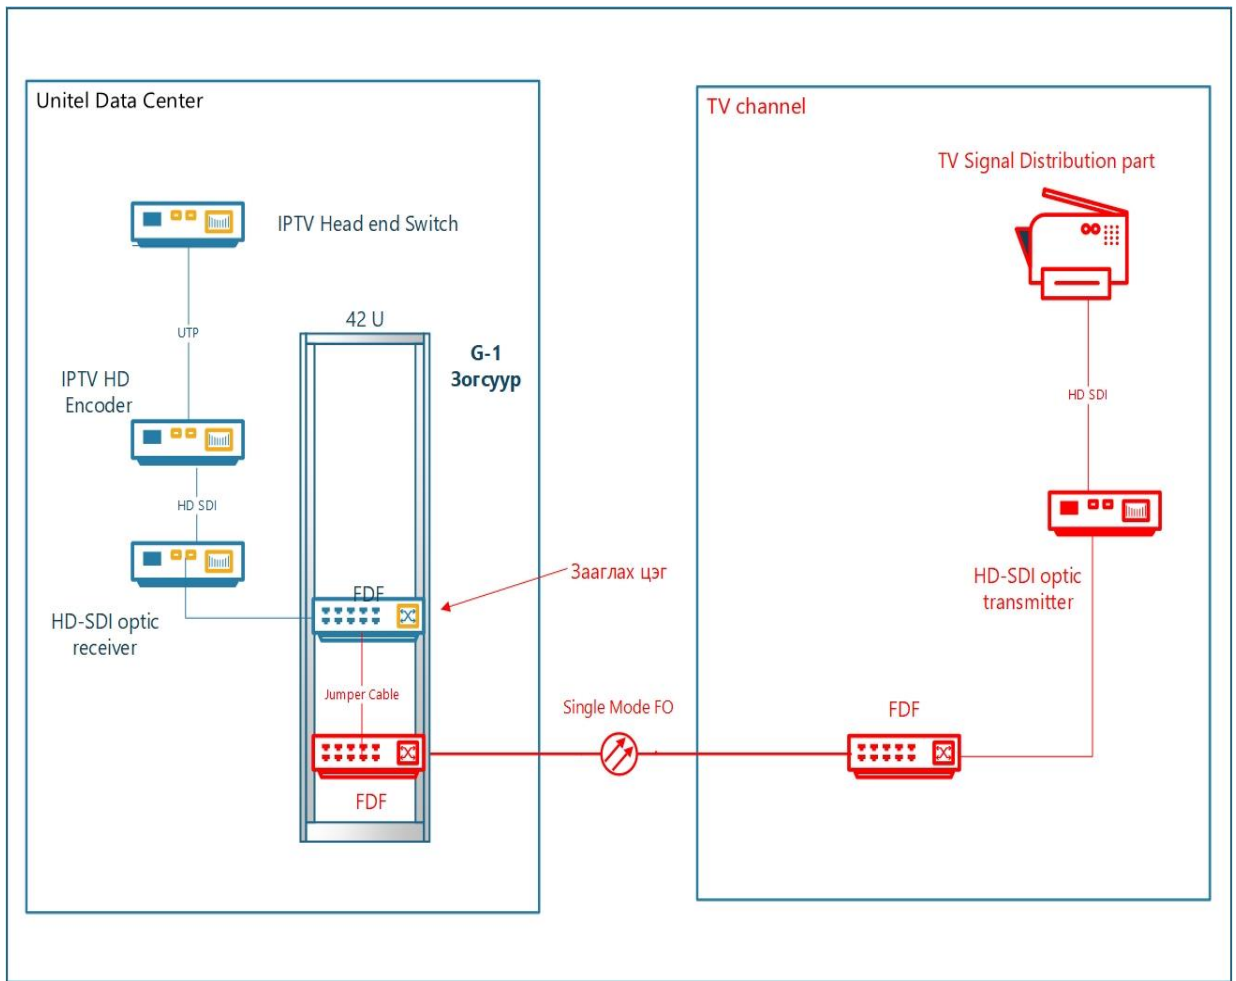 Unitel Data Center
IPTV Head end Switch
UTP
42 U
G-1
Зогсуур
IPTV HD
Encoder
HD SDI
FDF
HD-SDI optic
receiver
Зааглах цэг
Jumper Cable
FDF
Single Mode FO
TV channel
TV Signal Distribution part
HD SDI
HD-SDI optic
transmitter
FDF